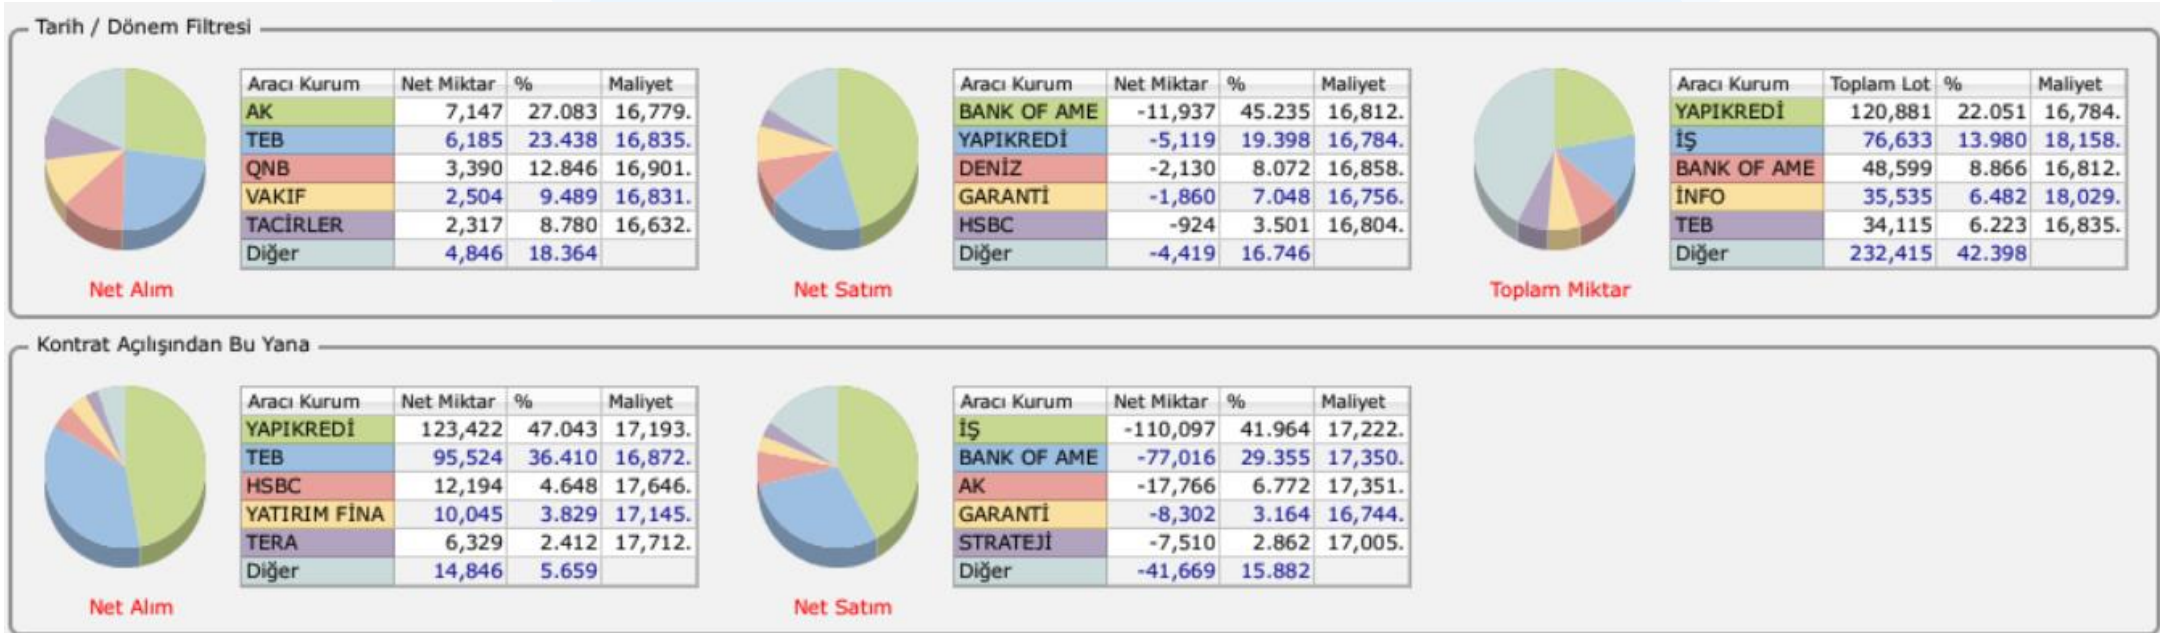 Tarih / Dönem Filtresi
Aracı Kurum Net Miktar % Maliyet
AK 7,147 27.083 16,779.
TEB 6,185 23.438 16,835.
QNB 3,390 12.846 16,901.
VAKIF 2,504 9.489 16,831.
TACİRLER 2,317 8.780 16,632.
Diğer 4,846 18.364
Net Alım
Aracı Kurum Net Miktar % Maliyet
BANK OF AME -11,937 45.235 16,812.
YAPIKREDİ -5,119 19.398 16,784.
DENİZ -2,130 8.072 16,858.
GARANTİ -1,860 7.048 16,756.
HSBC -924 3.501 16,804.
Diğer -4,419 16.746
Net Satım
Aracı Kurum Toplam Lot % Maliyet
YAPIKREDİ 120,881 22.051 16,784.
İŞ 76,633 13.980 18,158.
BANK OF AME 48,599 8.866 16,812.
İNFO 35,535 6.482 18,029.
TEB 34,115 6.223 16,835.
Diğer 232,415 42.398
Toplam Miktar
Kontrat Açılışından Bu Yana
Aracı Kurum Net Miktar % Maliyet
YAPIKREDİ 123,422 47.043 17,193.
TEB 95,524 36.410 16,872.
HSBC 12,194 4.648 17,646.
YATIRIM FİNA 10,045 3.829 17,145.
TERA 6,329 2.412 17,712.
Diğer 14,846 5.659
Net Alım
Aracı Kurum Net Miktar % Maliyet
İŞ -110,097 41.964 17,222.
BANK OF AME -77,016 29.355 17,350.
AK -17,766 6.772 17,351.
GARANTİ -8,302 3.164 16,744.
STRATEJİ -7,510 2.862 17,005.
Diğer -41,669 15.882
Net Satım